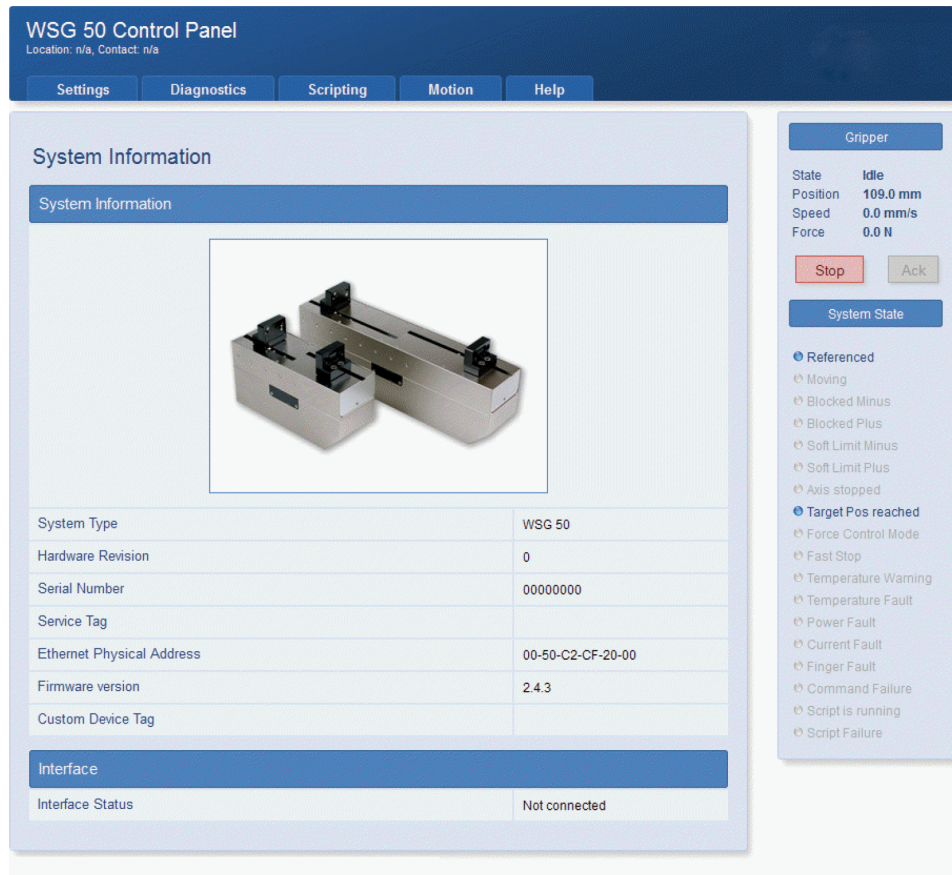 WSG 50 Control Panel
Location: n/a, Contact: n/a
Settings Diagnostics Scripting Motion Help
System Information
System Information
System Type WSG 50
Hardware Revision 0
Serial Number 00000000
Service Tag
Ethernet Physical Address 00-50-C2-CF-20-00
Firmware version 2.4.3
Custom Device Tag
Interface
Interface Status Not connected
Gripper
State Idle
Position 109.0 mm
Speed 0.0 mm/s
Force 0.0 N
Stop Ack
System State
Referenced
Moving
Blocked Minus
Blocked Plus
Soft Limit Minus
Soft Limit Plus
Axis stopped
Target Pos reached
Force Control Mode
Fast Stop
Temperature Warning
Temperature Fault
Power Fault
Current Fault
Finger Fault
Command Failure
Script is running
Script Failure